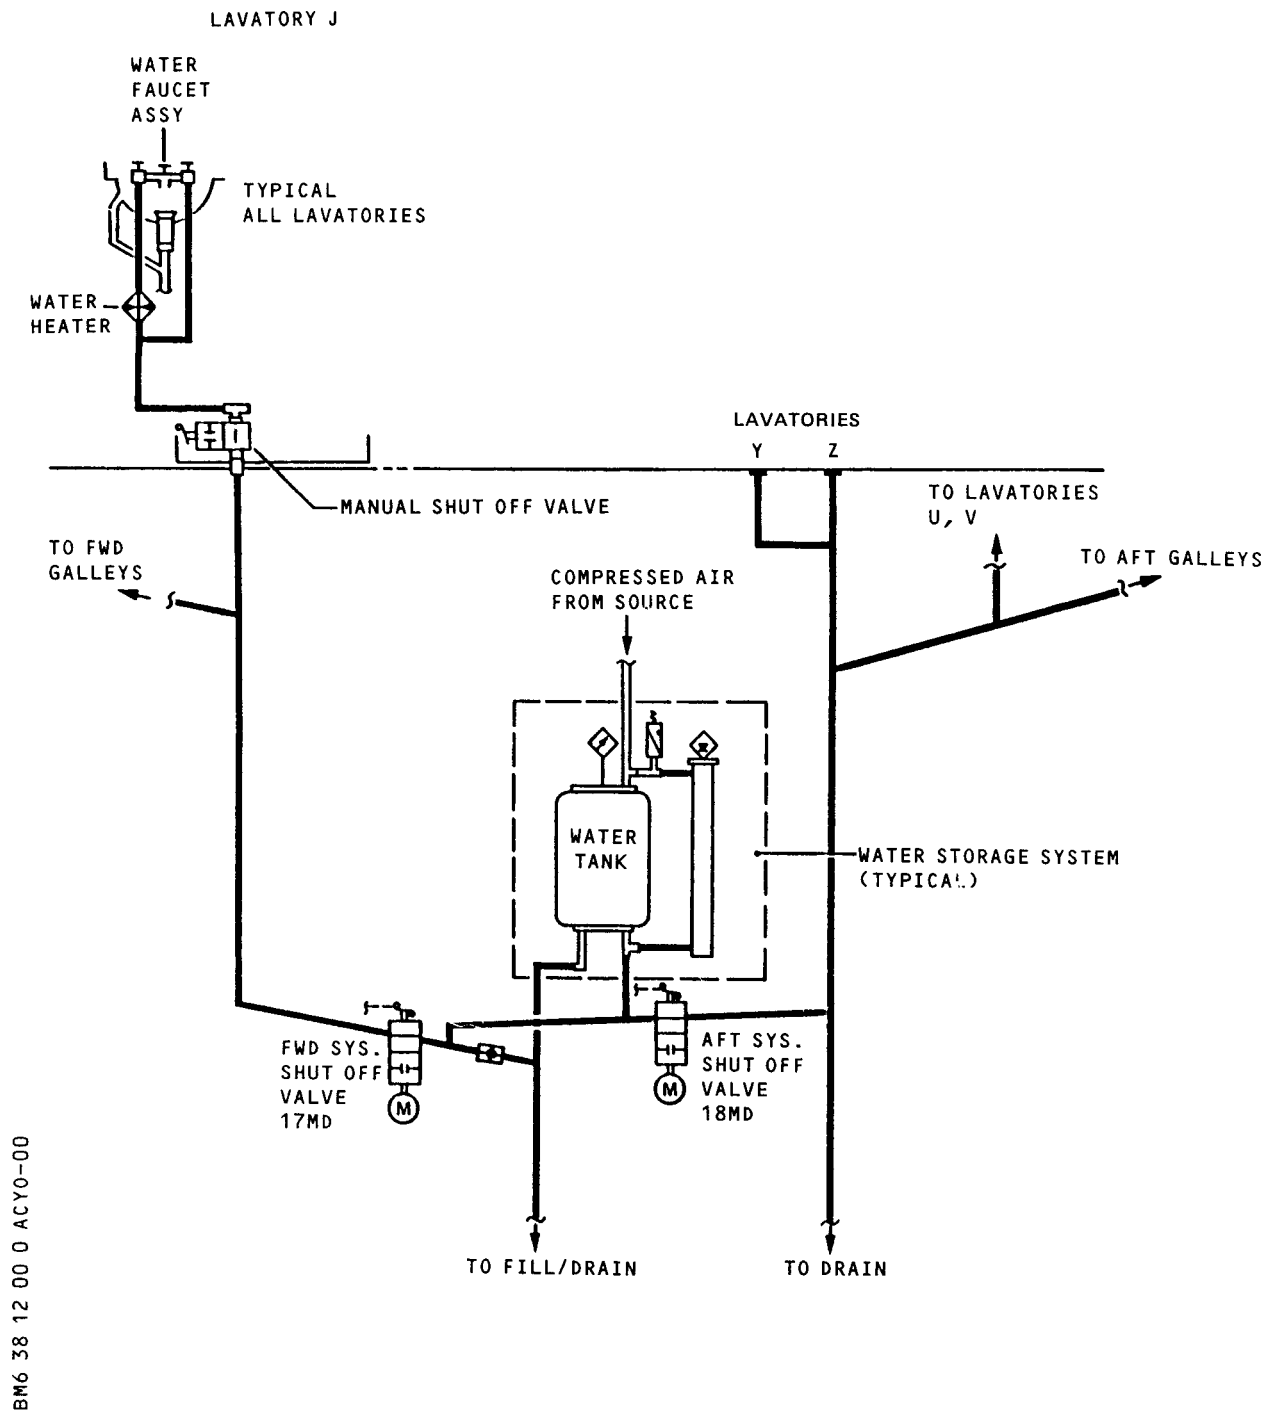 LAVATORY J
WATER
FAUCET
ASSY
TYPICAL
ALL LAVATORIES
WATER
HEATER
LAVATORIES
Y Z
MANUAL SHUT OFF VALVE
TO LAVATORIES
U, V
TO FWD
GALLEYS
TO AFT GALLEYS
COMPRESSED AIR
FROM SOURCE
WATER
TANK
WATER STORAGE SYSTEM
(TYPICAL)
FWD SYS.
SHUT OFF
VALVE
17MD
M
AFT SYS.
SHUT OFF
VALVE
18MD
M
TO FILL/DRAIN
TO DRAIN
BM6 38 12 00 0 ACY0-00